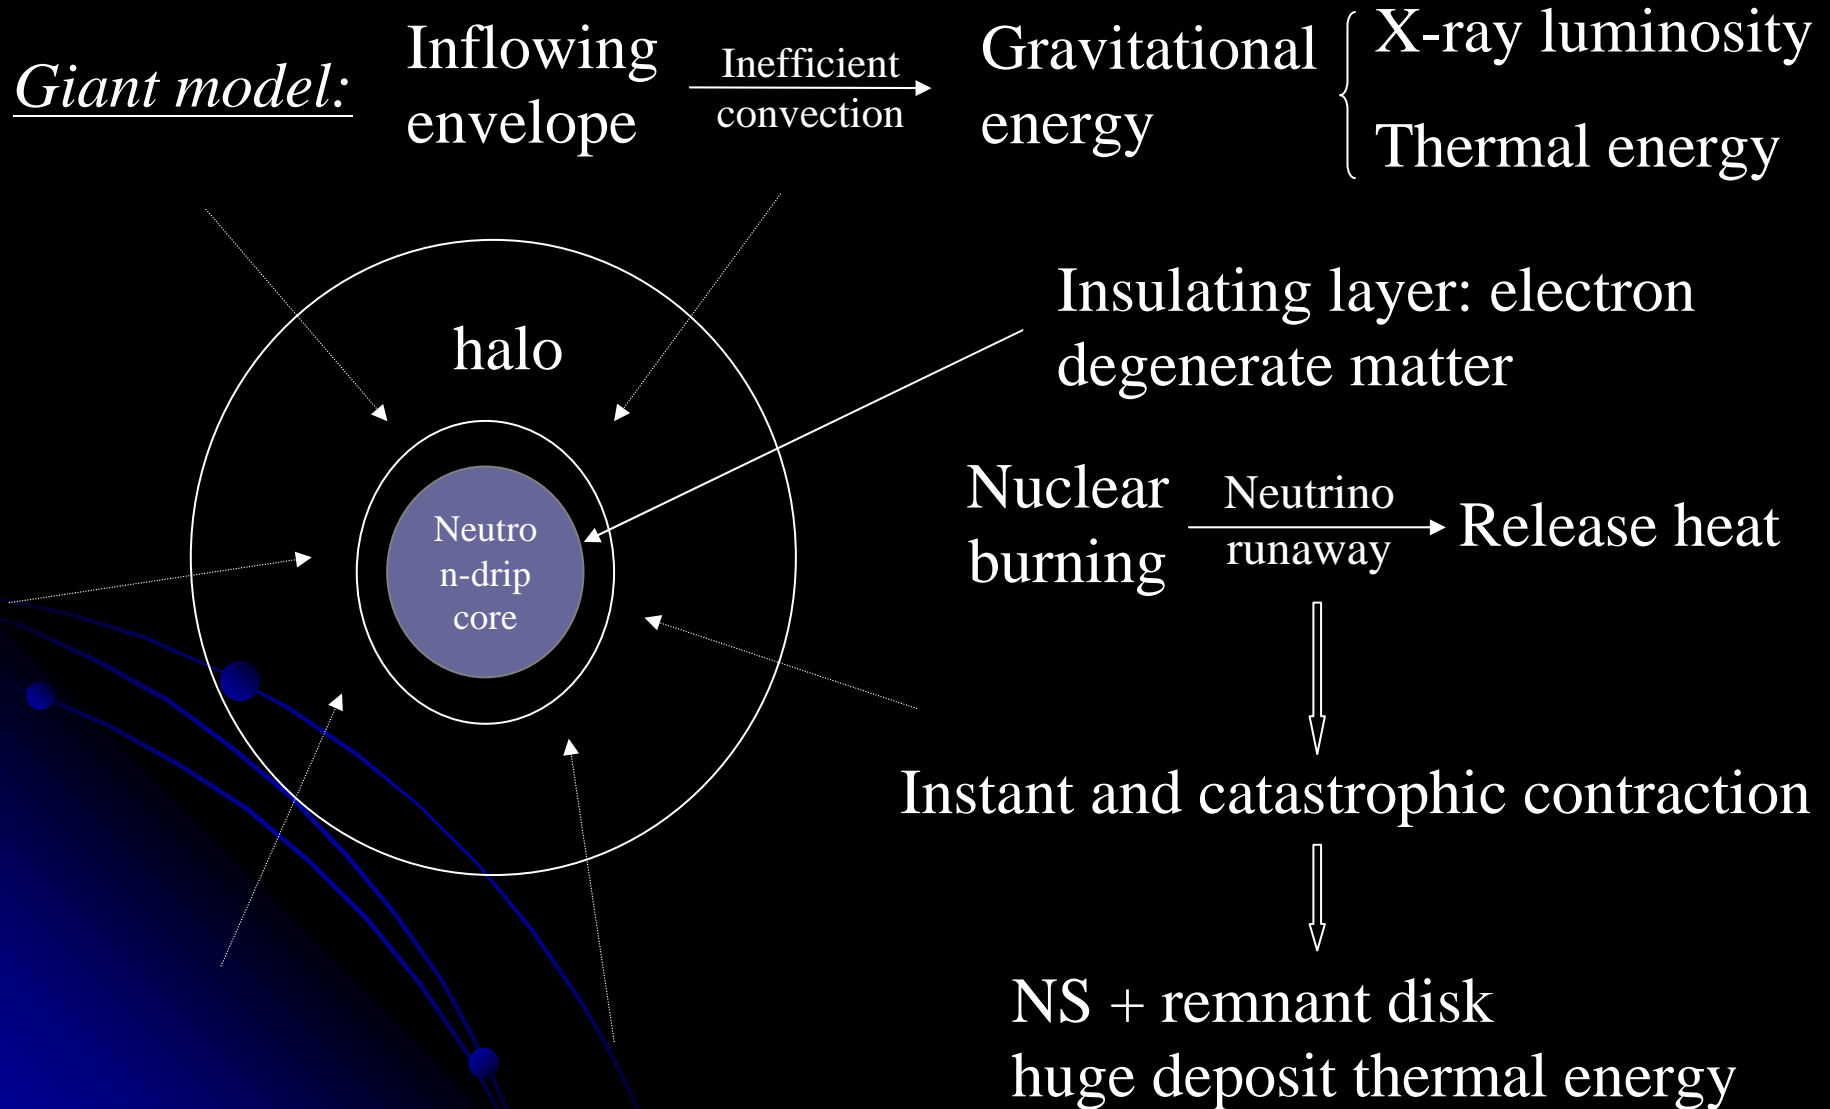 Giant model:
Inflowing
envelope
Inefficient
convection
Gravitational
energy
X-ray luminosity
Thermal energy
halo
Insulating layer: electron
degenerate matter
Neutro
n-drip
core
Nuclear
burning
Neutrino
runaway
Release heat
Instant and catastrophic contraction
NS + remnant disk
huge deposit thermal energy